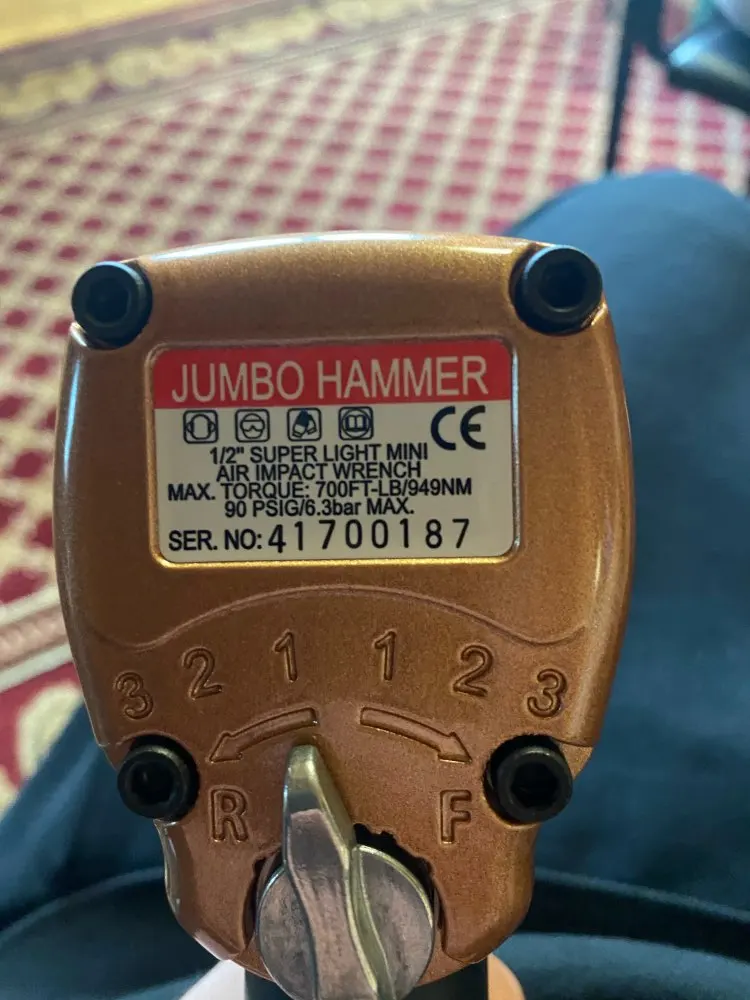 JUMBO HAMMER
CE
1/2" SUPER LIGHT MINI
AIR IMPACT WRENCH
MAX. TORQUE: 700FT-LB/949NM
90 PSIG/6.3bar MAX.
SER. NO: 41700187
3 2 1 1 2 3
R F